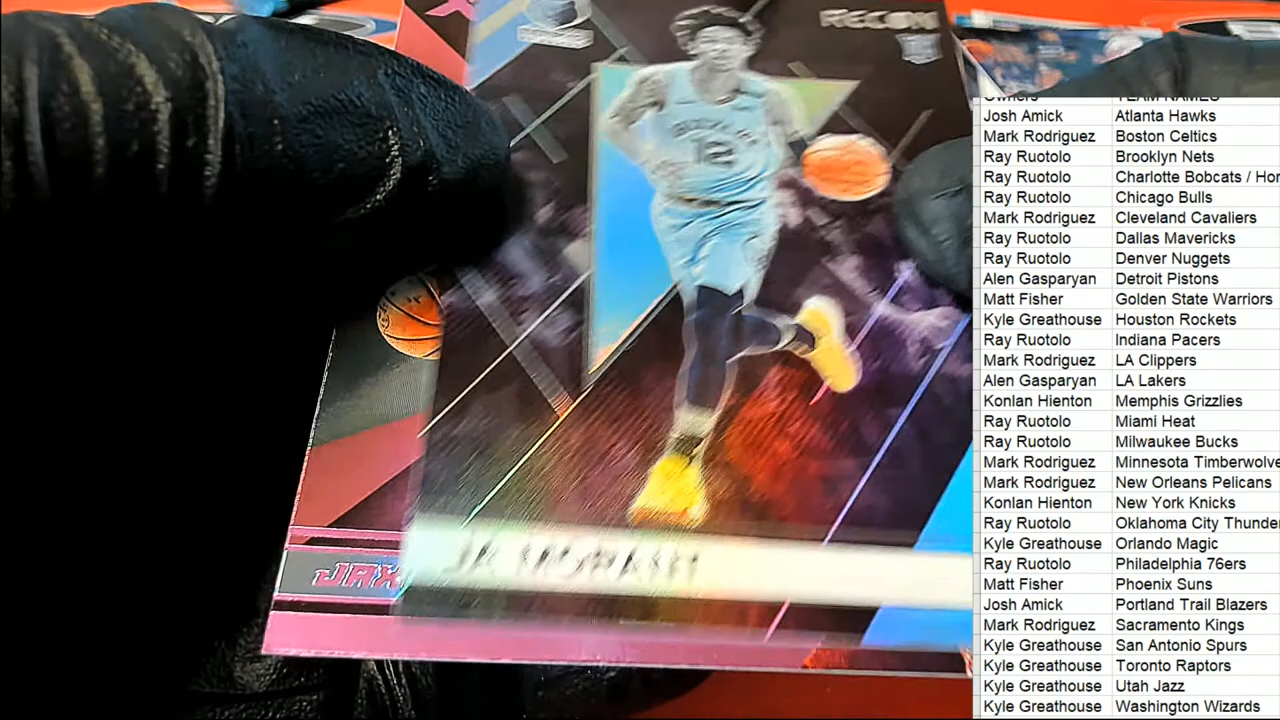 RECON
RC
12
JA MORANT
JAX
Owners TEAM NAMES
Josh Amick Atlanta Hawks
Mark Rodriguez Boston Celtics
Ray Ruotolo Brooklyn Nets
Ray Ruotolo Charlotte Bobcats / Hor
Ray Ruotolo Chicago Bulls
Mark Rodriguez Cleveland Cavaliers
Ray Ruotolo Dallas Mavericks
Ray Ruotolo Denver Nuggets
Alen Gasparyan Detroit Pistons
Matt Fisher Golden State Warriors
Kyle Greathouse Houston Rockets
Ray Ruotolo Indiana Pacers
Mark Rodriguez LA Clippers
Alen Gasparyan LA Lakers
Konlan Hienton Memphis Grizzlies
Ray Ruotolo Miami Heat
Ray Ruotolo Milwaukee Bucks
Mark Rodriguez Minnesota Timberwolve
Mark Rodriguez New Orleans Pelicans
Konlan Hienton New York Knicks
Ray Ruotolo Oklahoma City Thunde
Kyle Greathouse Orlando Magic
Ray Ruotolo Philadelphia 76ers
Matt Fisher Phoenix Suns
Josh Amick Portland Trail Blazers
Mark Rodriguez Sacramento Kings
Kyle Greathouse San Antonio Spurs
Kyle Greathouse Toronto Raptors
Kyle Greathouse Utah Jazz
Kyle Greathouse Washington Wizards